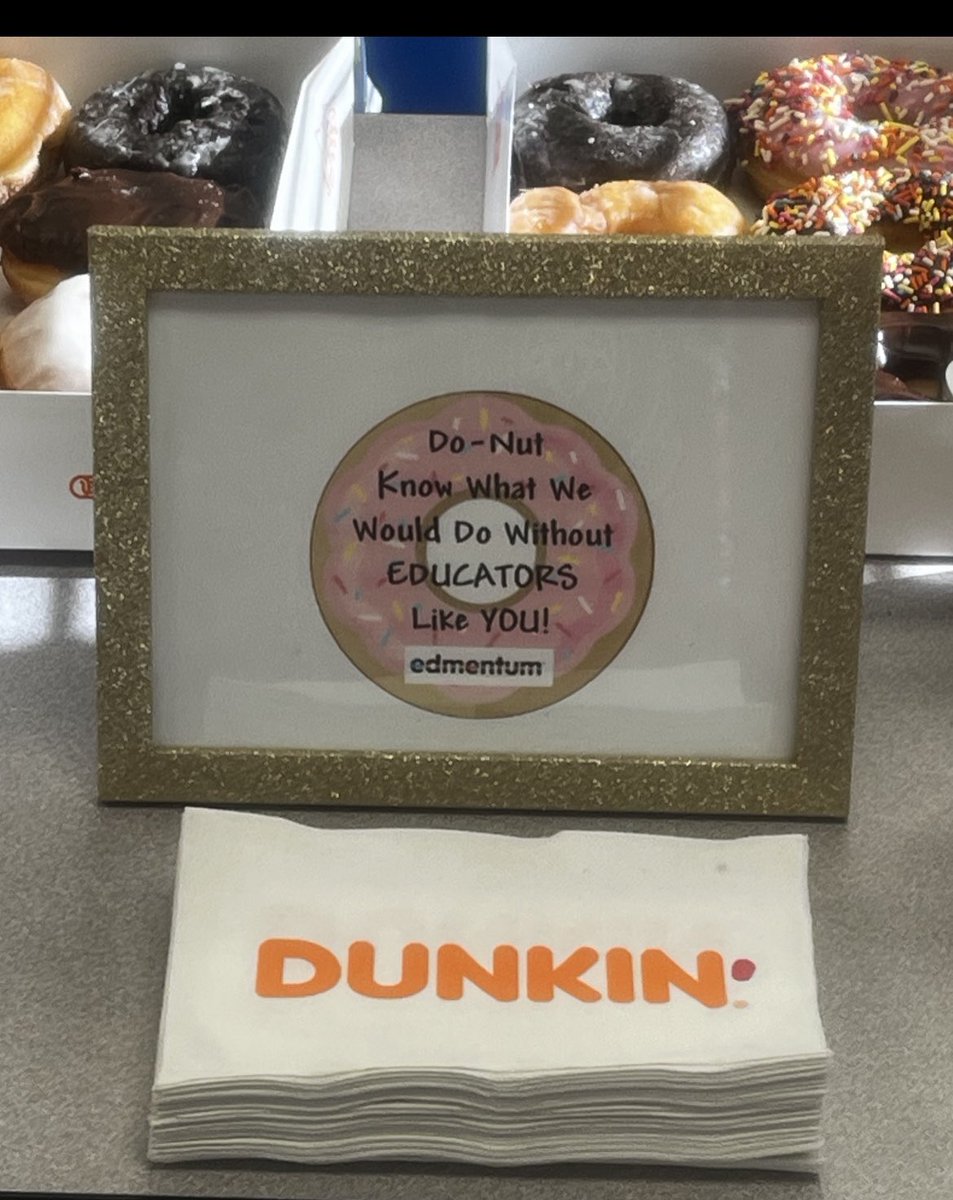 Do-Nut
Know What We
Would Do Without
EDUCATORS
Like YOU!
edmentum
DUNKIN'